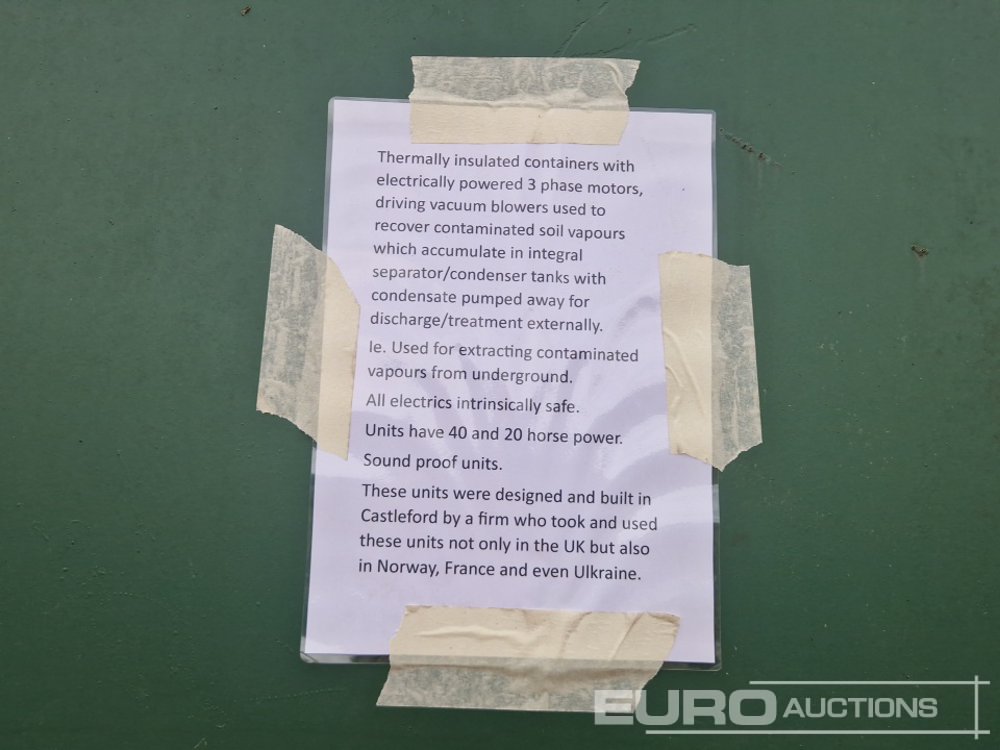 Thermally insulated containers with
electrically powered 3 phase motors,
driving vacuum blowers used to
recover contaminated soil vapours
which accumulate in integral
separator/condenser tanks with
condensate pumped away for
discharge/treatment externally.
Ie. Used for extracting contaminated
vapours from underground.
All electrics intrinsically safe.
Units have 40 and 20 horse power.
Sound proof units.
These units were designed and built in
Castleford by a firm who took and used
these units not only in the UK but also
in Norway, France and even Ulkraine.
EURO AUCTIONS